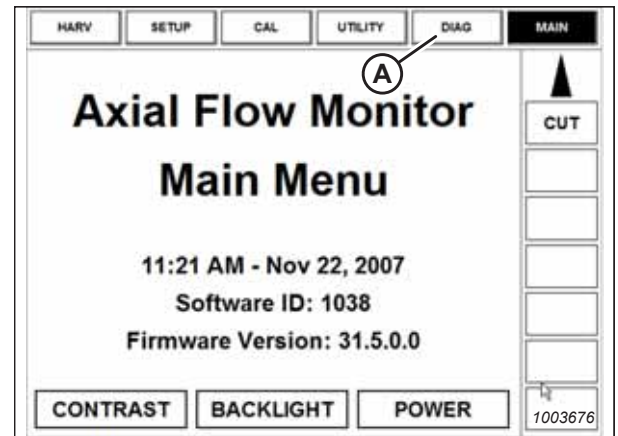 HARV SETUP CAL UTILITY DIAG MAIN
A
Axial Flow Monitor
CUT
Main Menu
11:21 AM - Nov 22, 2007
Software ID: 1038
Firmware Version: 31.5.0.0
CONTRAST BACKLIGHT POWER
1003676